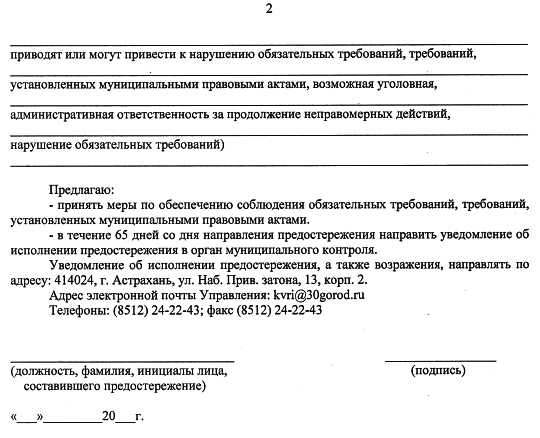 2
приводят или могут привести к нарушению обязательных требований, требований,
установленных муниципальными правовыми актами, возможная уголовная,
административная ответственность за продолжение неправомерных действий,
нарушение обязательных требований)
Предлагаю:
- принять меры по обеспечению соблюдения обязательных требований, требований,
установленных муниципальными правовыми актами.
- в течение 65 дней со дня направления предостережения направить уведомление об
исполнении предостережения в орган муниципального контроля.
Уведомление об исполнении предостережения, а также возражения, направлять по
адресу: 414024, г. Астрахань, ул. Наб. Прив. затона, 13, корп. 2.
Адрес электронной почты Управления: kvri@30gorod.ru
Телефоны: (8512) 24-22-43; факс (8512) 24-22-43
(должность, фамилия, инициалы лица, (подпись)
составившего предостережение)
«___»_________20___г.